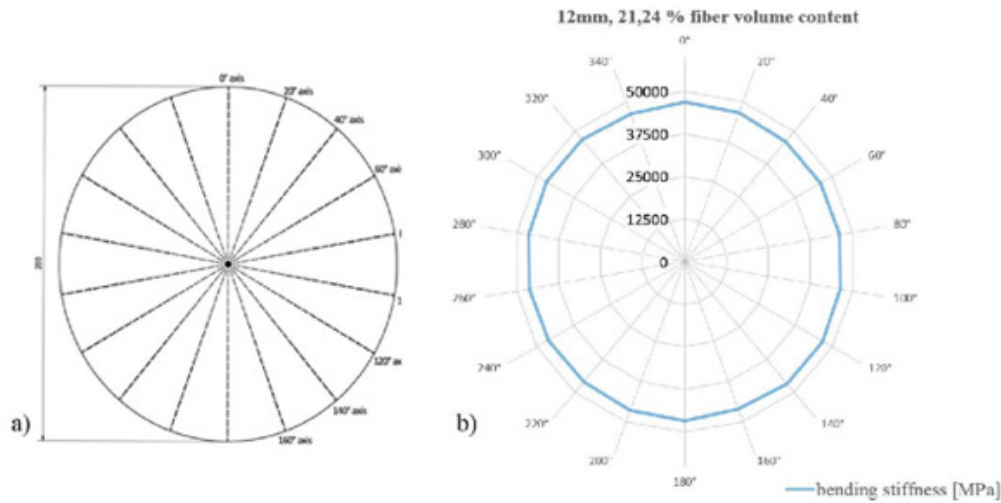 12mm, 21,24 % fiber volume content
0° axis
20° axis
40° axis
60° axis
120° ax
140° axis
160° axis
200
a)
0°
20°
40°
60°
80°
100°
120°
140°
160°
180°
200°
220°
240°
260°
280°
300°
320°
340°
50000
37500
25000
12500
0
b)
bending stiffness [MPa]